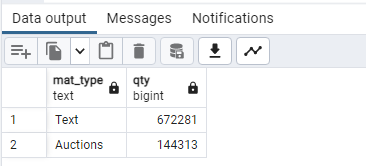 Data output Messages Notifications
mat_type qty
text bigint
1 Text 672281
2 Auctions 144313